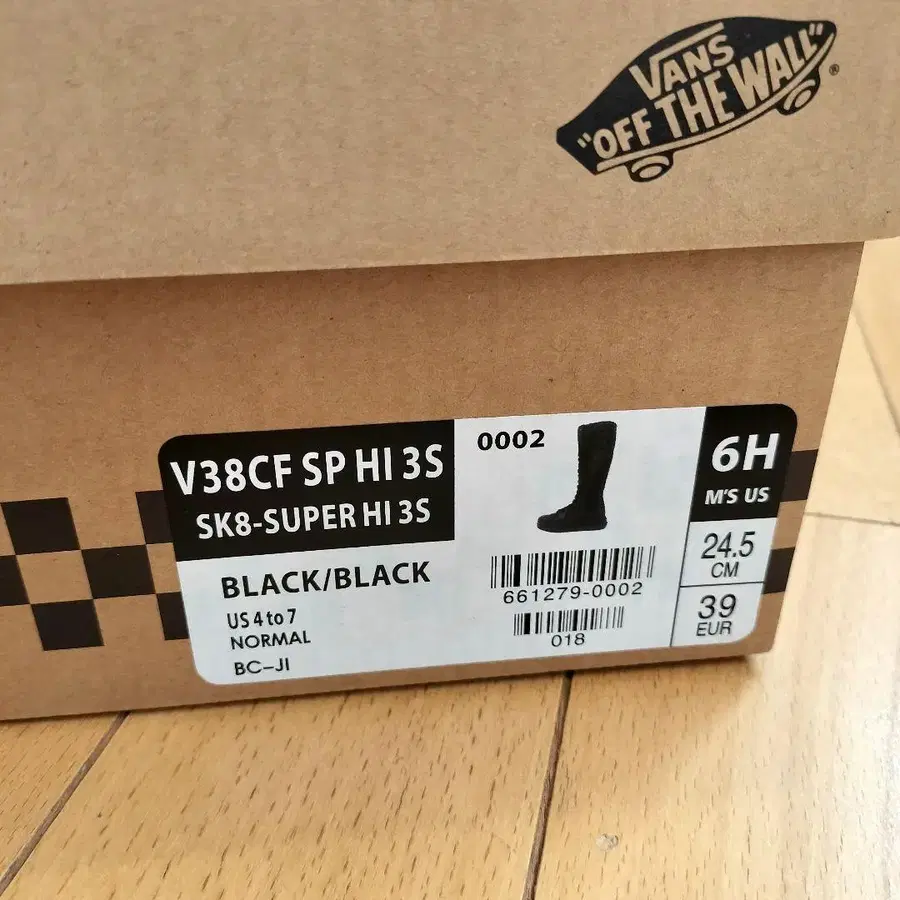 VANS
"OFF THE WALL"
®
V38CF SP HI 3S
SK8-SUPER HI 3S
BLACK/BLACK
US 4 to 7
NORMAL
BC-JI
0002
661279-0002
018
6H
M'S US
24.5
CM
39
EUR